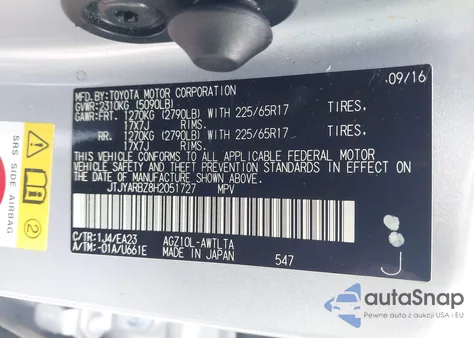 MFD.BY:TOYOTA MOTOR CORPORATION 09/16
GVWR:2310KG (5090LB)
GAWR:FRT. 1270KG (2790LB) WITH 225/65R17 TIRES.
17X7J RIMS.
RR. 1270KG (2790LB) WITH 225/65R17 TIRES.
17X7J RIMS.
THIS VEHICLE CONFORMS TO ALL APPLICABLE FEDERAL MOTOR
VEHICLE SAFETY AND THEFT PREVENTION STANDARDS IN EFFECT ON
THE DATE OF MANUFACTURE SHOWN ABOVE.
JTJYARBZ8H2051727 MPV
C/TR:1J4/EA23 AGZ10L-AWTLTA
A/TM:-01A/U661E MADE IN JAPAN 547
J
SRS SIDE AIRBAG
2
autoSnap
Pewne auta z aukcji USA i EU